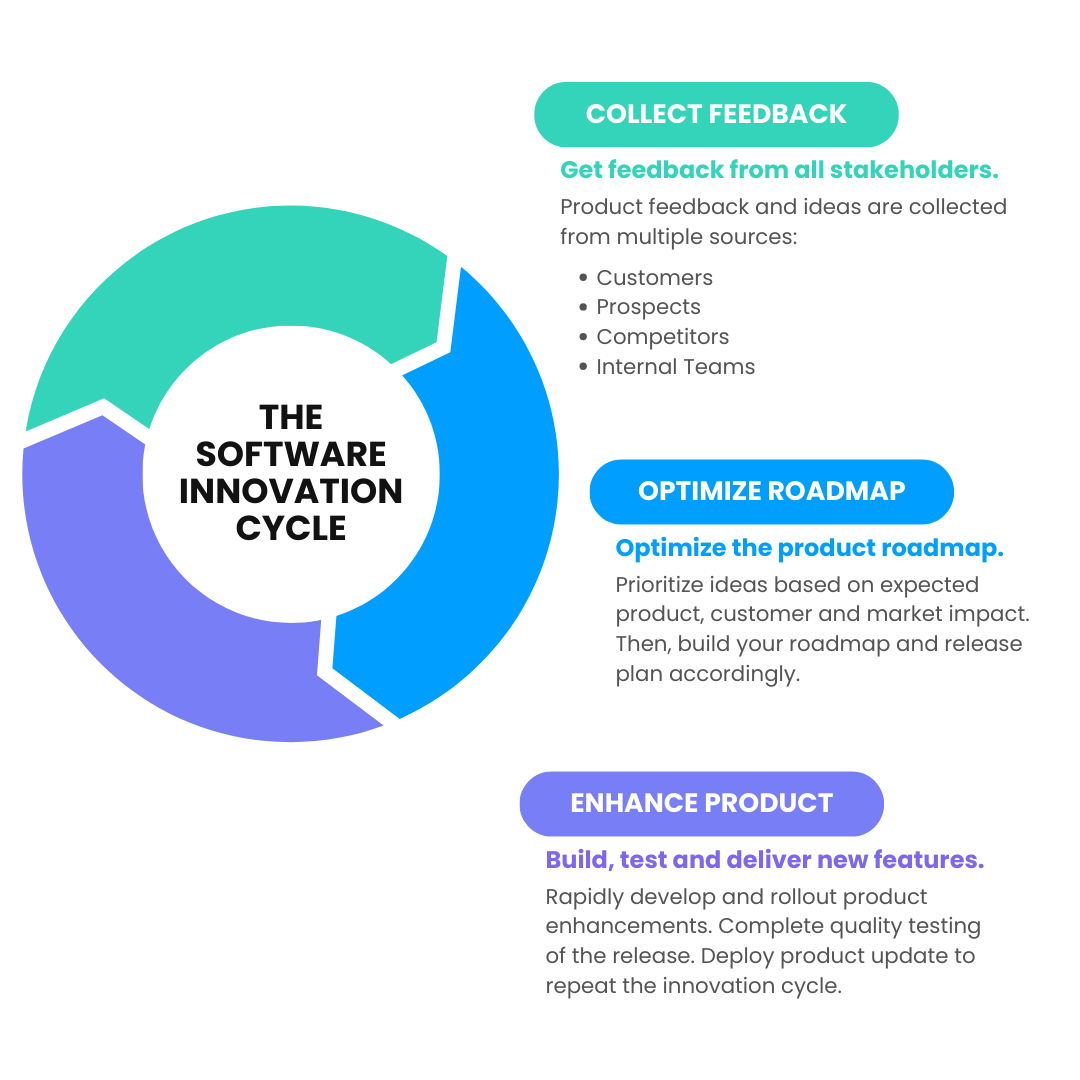 THE
SOFTWARE
INNOVATION
CYCLE
COLLECT FEEDBACK
Get feedback from all stakeholders.
Product feedback and ideas are collected
from multiple sources:
• Customers
• Prospects
• Competitors
• Internal Teams
OPTIMIZE ROADMAP
Optimize the product roadmap.
Prioritize ideas based on expected
product, customer and market impact.
Then, build your roadmap and release
plan accordingly.
ENHANCE PRODUCT
Build, test and deliver new features.
Rapidly develop and rollout product
enhancements. Complete quality testing
of the release. Deploy product update to
repeat the innovation cycle.